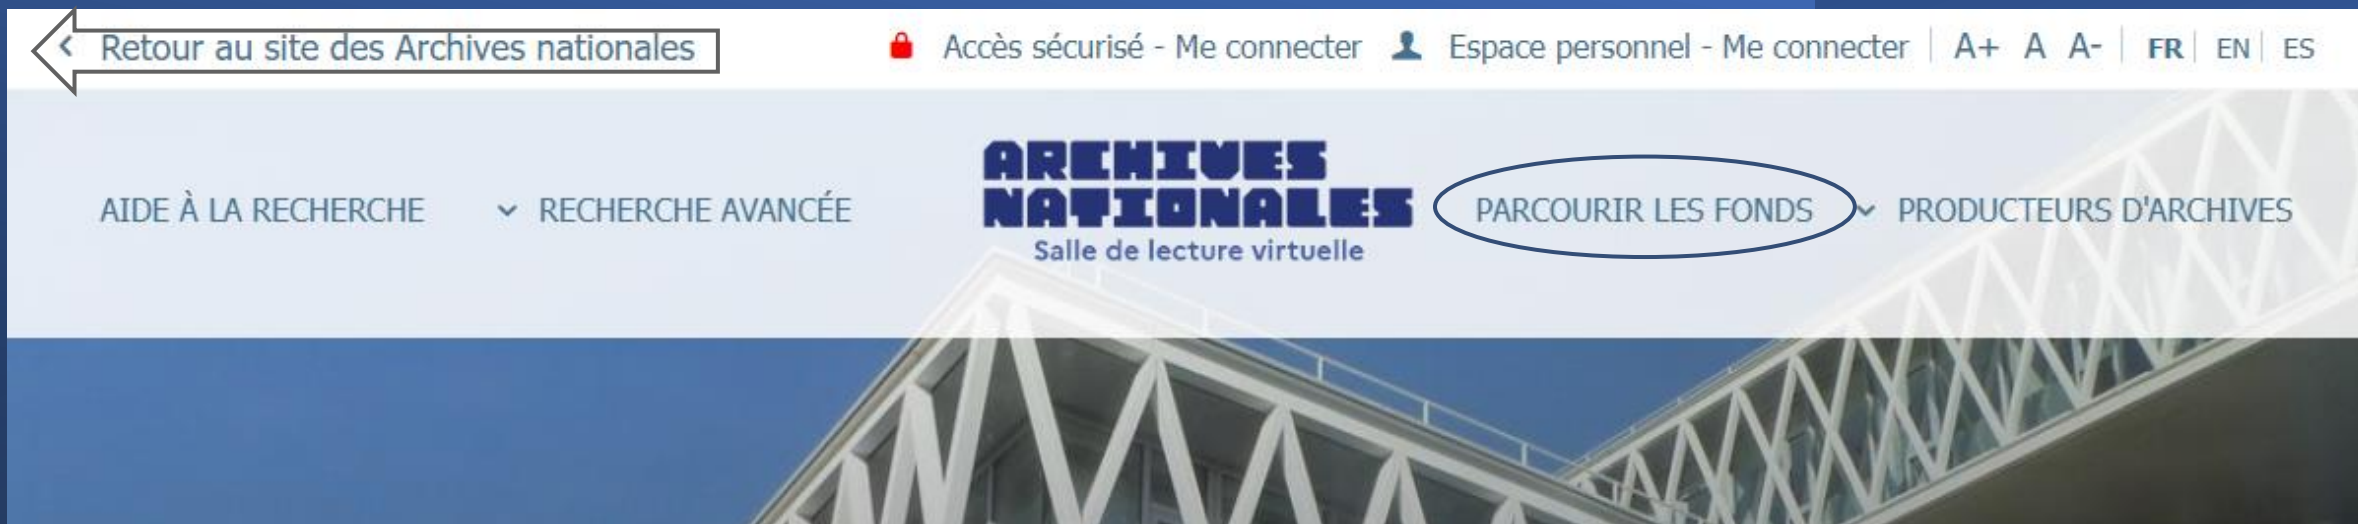 Retour au site des Archives nationales
Accès sécurisé - Me connecter
Espace personnel - Me connecter
A+ A A-
FR EN ES
AIDE À LA RECHERCHE
RECHERCHE AVANCÉE
ARCHIVES
NATIONALES
Salle de lecture virtuelle
PARCOURIR LES FONDS
PRODUCTEURS D'ARCHIVES